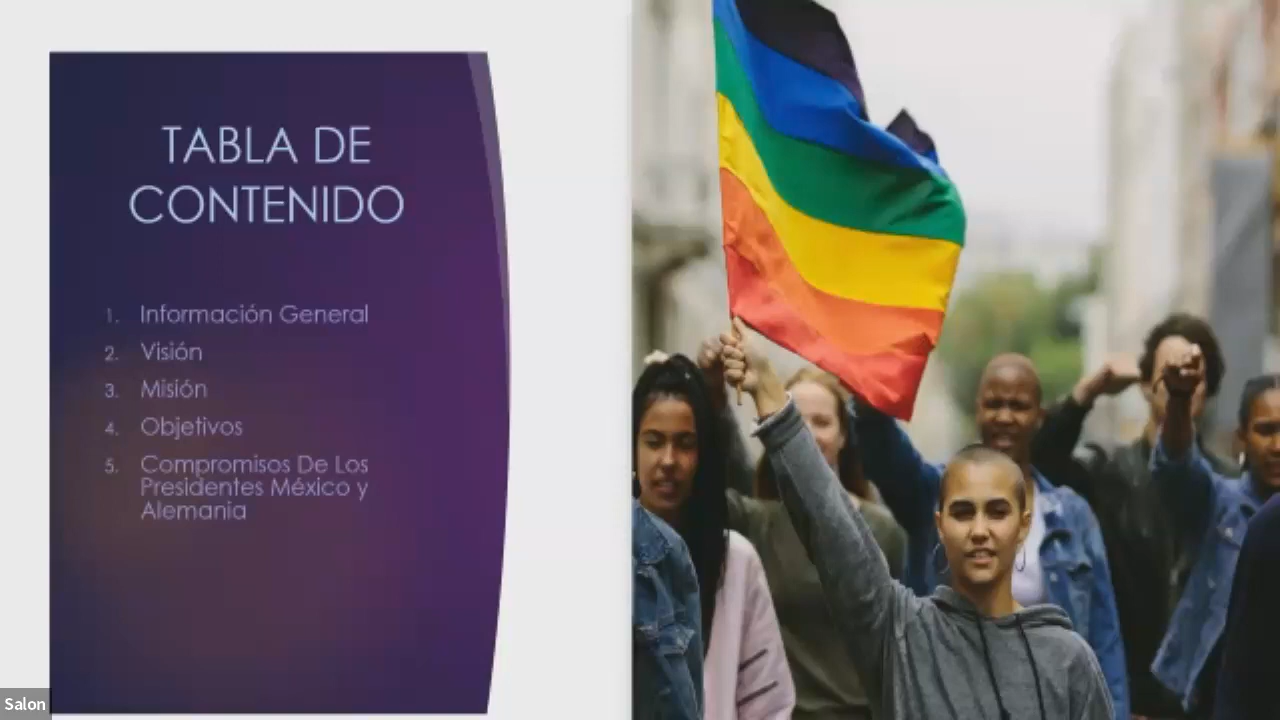 TABLA DE
CONTENIDO
1. Información General
2. Visión
3. Misión
4. Objetivos
5. Compromisos De Los
Presidentes México y
Alemania
Salon